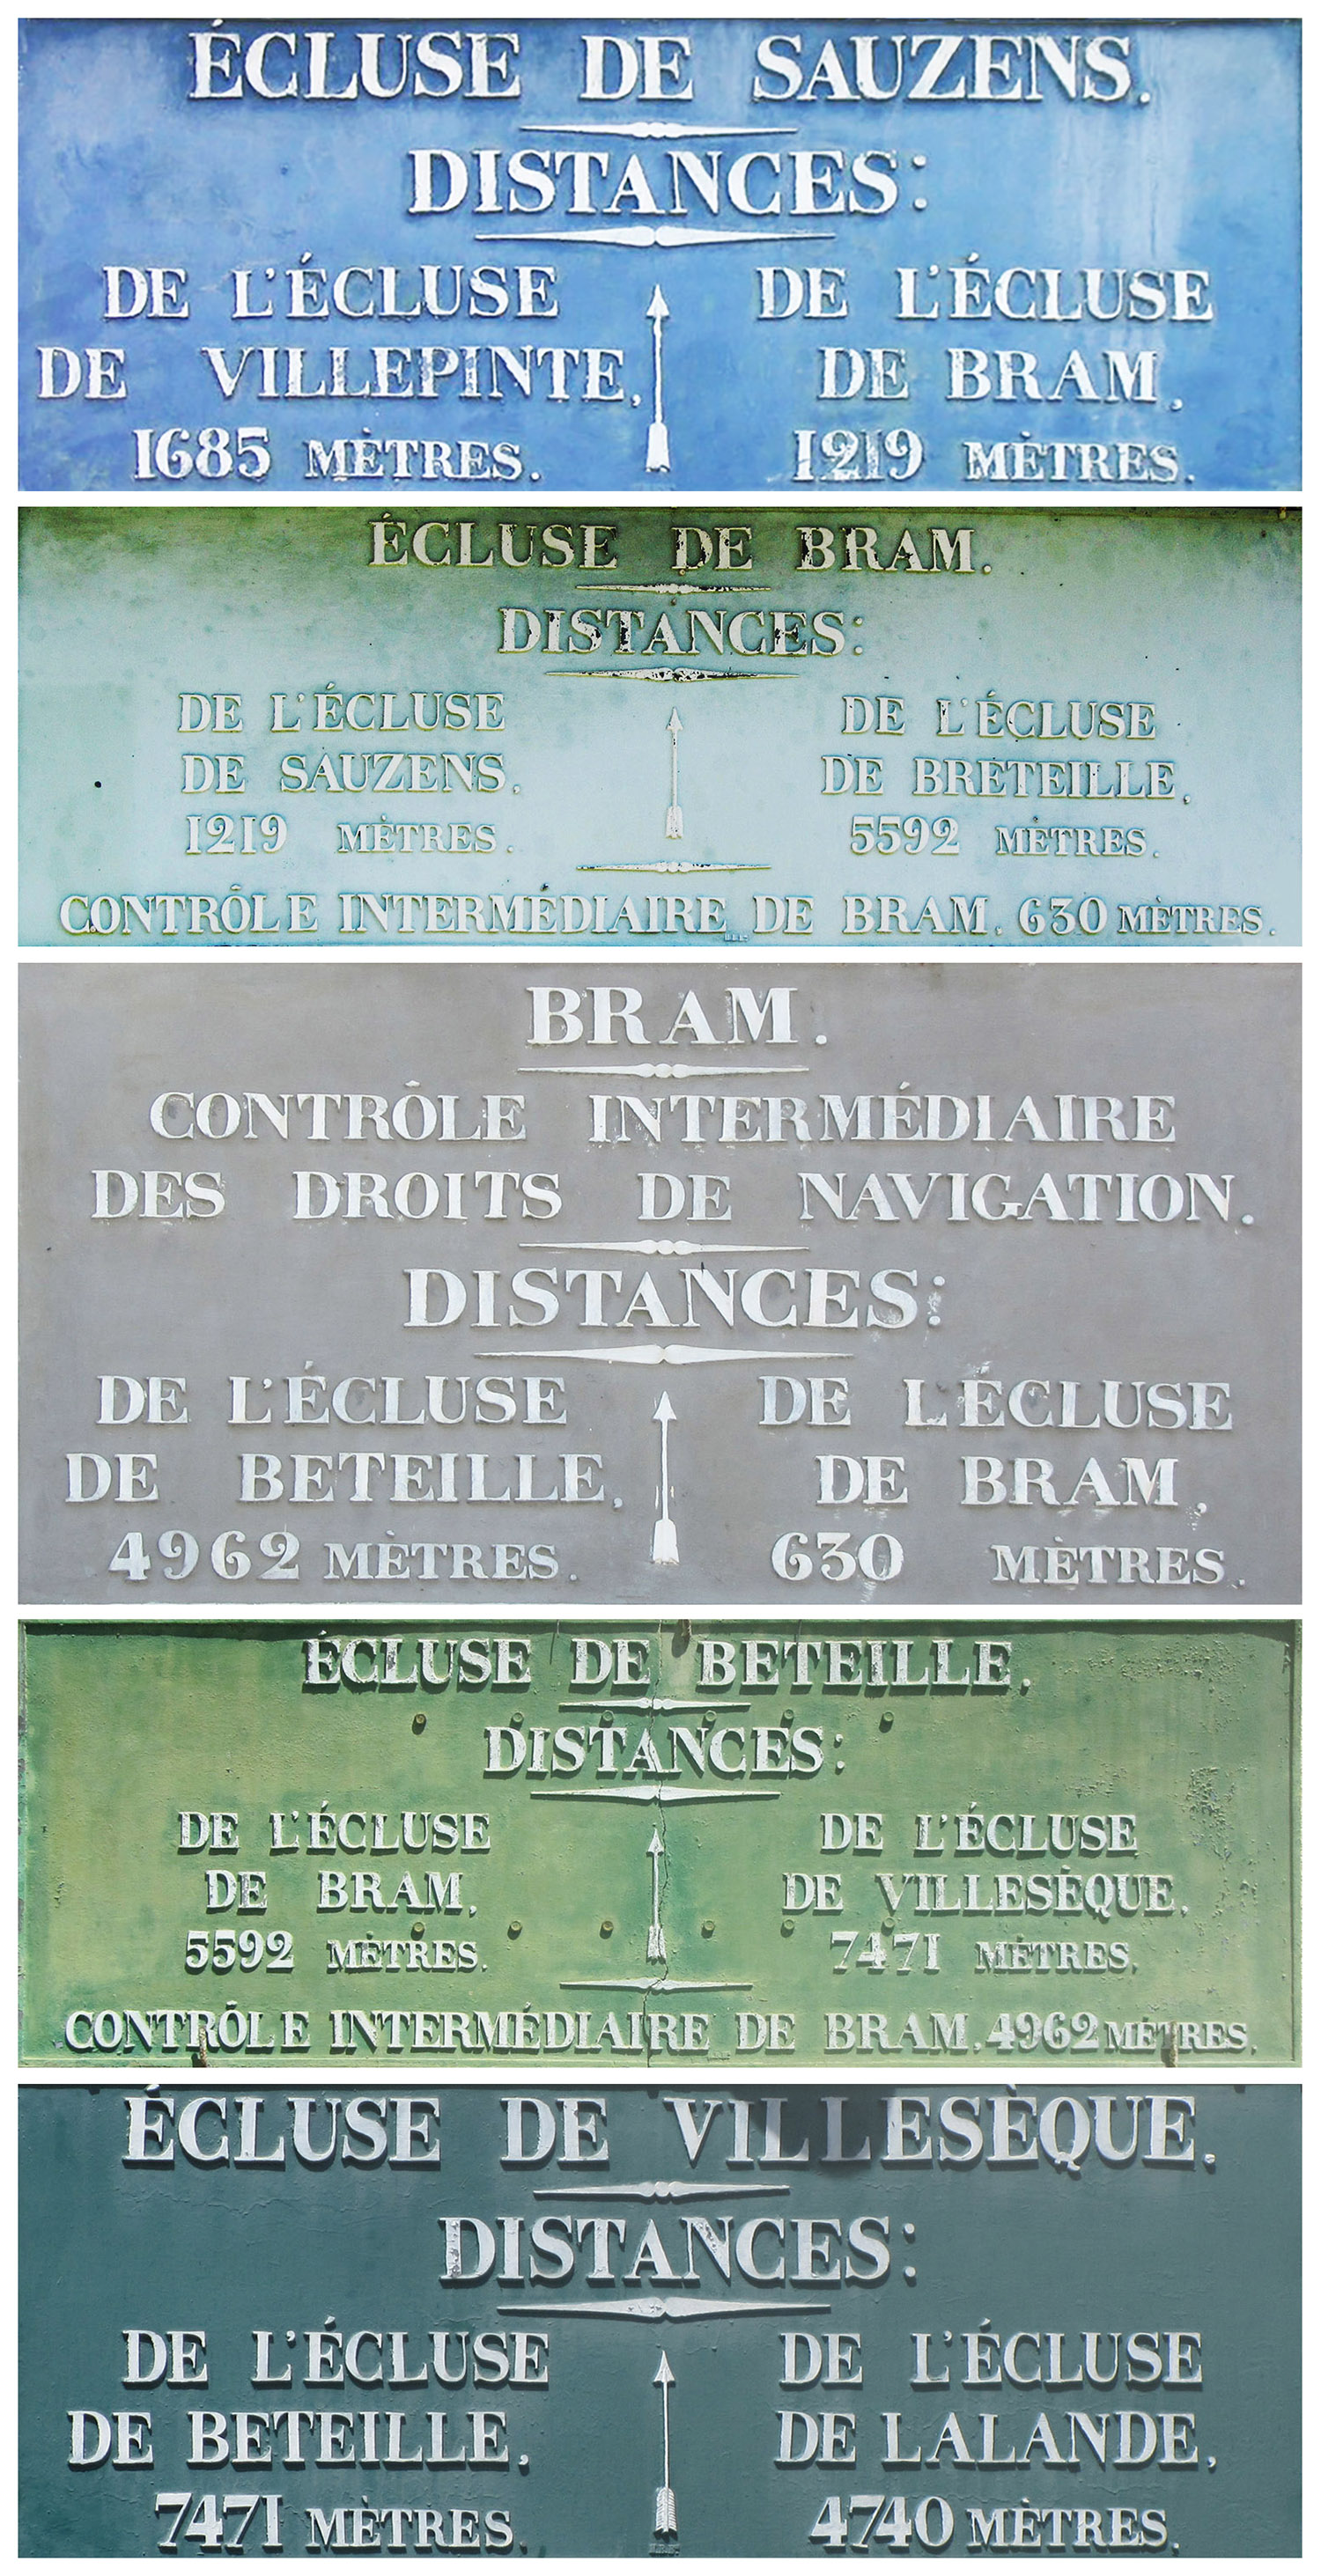 ÉCLUSE DE SAUZENS.
DISTANCES:
DE L'ÉCLUSE
DE VILLEPINTE,
1685 MÈTRES.
DE L'ÉCLUSE
DE BRAM,
1219 MÈTRES.
ÉCLUSE DE BRAM.
DISTANCES:
DE L'ÉCLUSE
DE SAUZENS,
1219 MÈTRES.
DE L'ÉCLUSE
DE BRETEILLE,
5592 MÈTRES.
CONTRÔLE INTERMÉDIAIRE DE BRAM. 630 MÈTRES.
BRAM.
CONTRÔLE INTERMÉDIAIRE
DES DROITS DE NAVIGATION.
DISTANCES:
DE L'ÉCLUSE
DE BETEILLE,
4962 MÈTRES.
DE L'ÉCLUSE
DE BRAM,
630 MÈTRES.
ÉCLUSE DE BETEILLE.
DISTANCES:
DE L'ÉCLUSE
DE BRAM,
5592 MÈTRES.
DE L'ÉCLUSE
DE VILLESÈQUE,
7471 MÈTRES.
CONTRÔLE INTERMÉDIAIRE DE BRAM. 4962 MÈTRES.
ÉCLUSE DE VILLESÈQUE.
DISTANCES:
DE L'ÉCLUSE
DE BETEILLE,
7471 MÈTRES.
DE L'ÉCLUSE
DE LALANDE,
4740 MÈTRES.